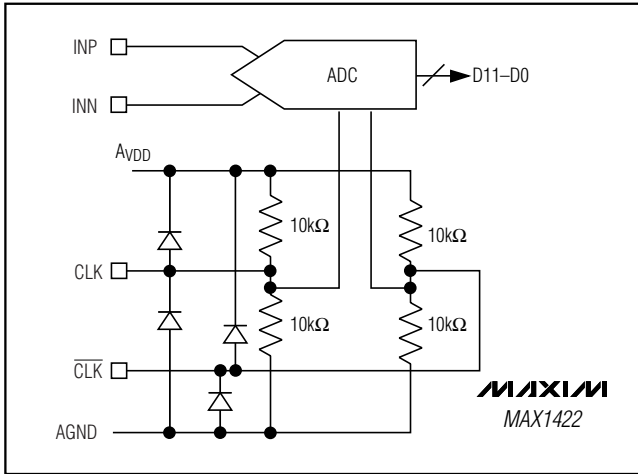 INP
ADC
D11–D0
INN
AVDD
10kΩ
10kΩ
CLK
10kΩ
10kΩ
CLK
MAXIM
MAX1422
AGND